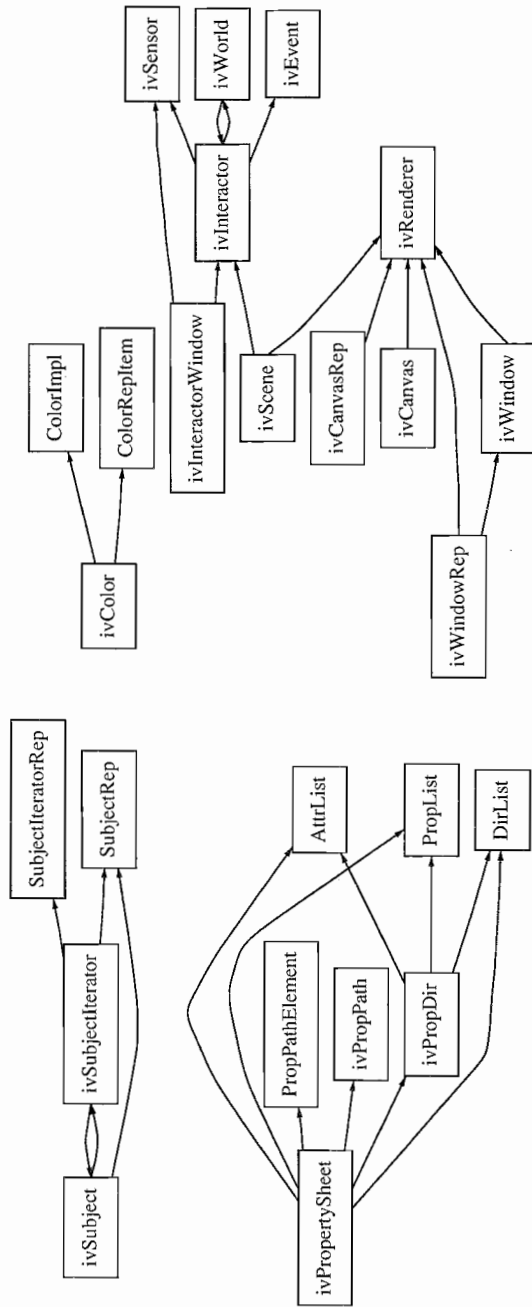 ivSubject
ivSubjectIterator
SubjectIteratorRep
SubjectRep
ivPropertySheet
PropPathElement
ivPropPath
ivPropDir
AttrList
PropList
DirList
ivColor
ColorImpl
ColorRepItem
ivInteractorWindow
ivScene
ivInteractor
ivSensor
ivWorld
ivEvent
ivCanvasRep
ivCanvas
ivWindowRep
ivWindow
ivRenderer